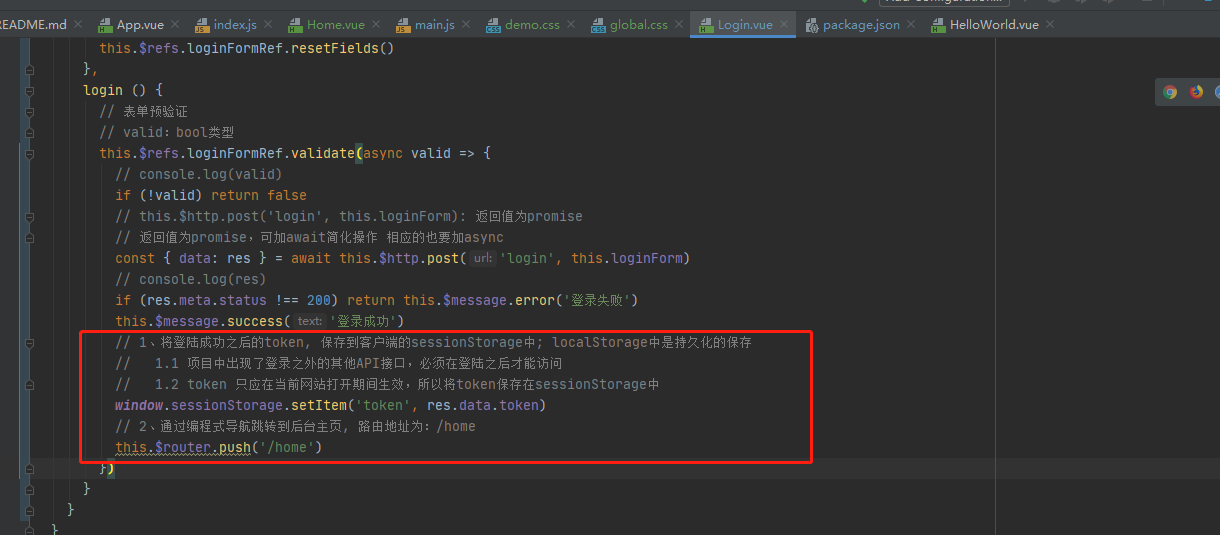 Add Configuration...
README.md App.vue index.js Home.vue main.js demo.css global.css Login.vue package.json HelloWorld.vue
this.$refs.loginFormRef.resetFields()
},
login () {
// 表单预验证
// valid：bool类型
this.$refs.loginFormRef.validate(async valid => {
// console.log(valid)
if (!valid) return false
// this.$http.post('login', this.loginForm): 返回值为promise
// 返回值为promise，可加await简化操作 相应的也要加async
const { data: res } = await this.$http.post( url: 'login', this.loginForm)
// console.log(res)
if (res.meta.status !== 200) return this.$message.error('登录失败')
this.$message.success( text: '登录成功')
// 1、将登陆成功之后的token, 保存到客户端的sessionStorage中; localStorage中是持久化的保存
// 1.1 项目中出现了登录之外的其他API接口，必须在登陆之后才能访问
// 1.2 token 只应在当前网站打开期间生效，所以将token保存在sessionStorage中
window.sessionStorage.setItem('token', res.data.token)
// 2、通过编程式导航跳转到后台主页, 路由地址为：/home
this.$router.push('/home')
})
}
}
}